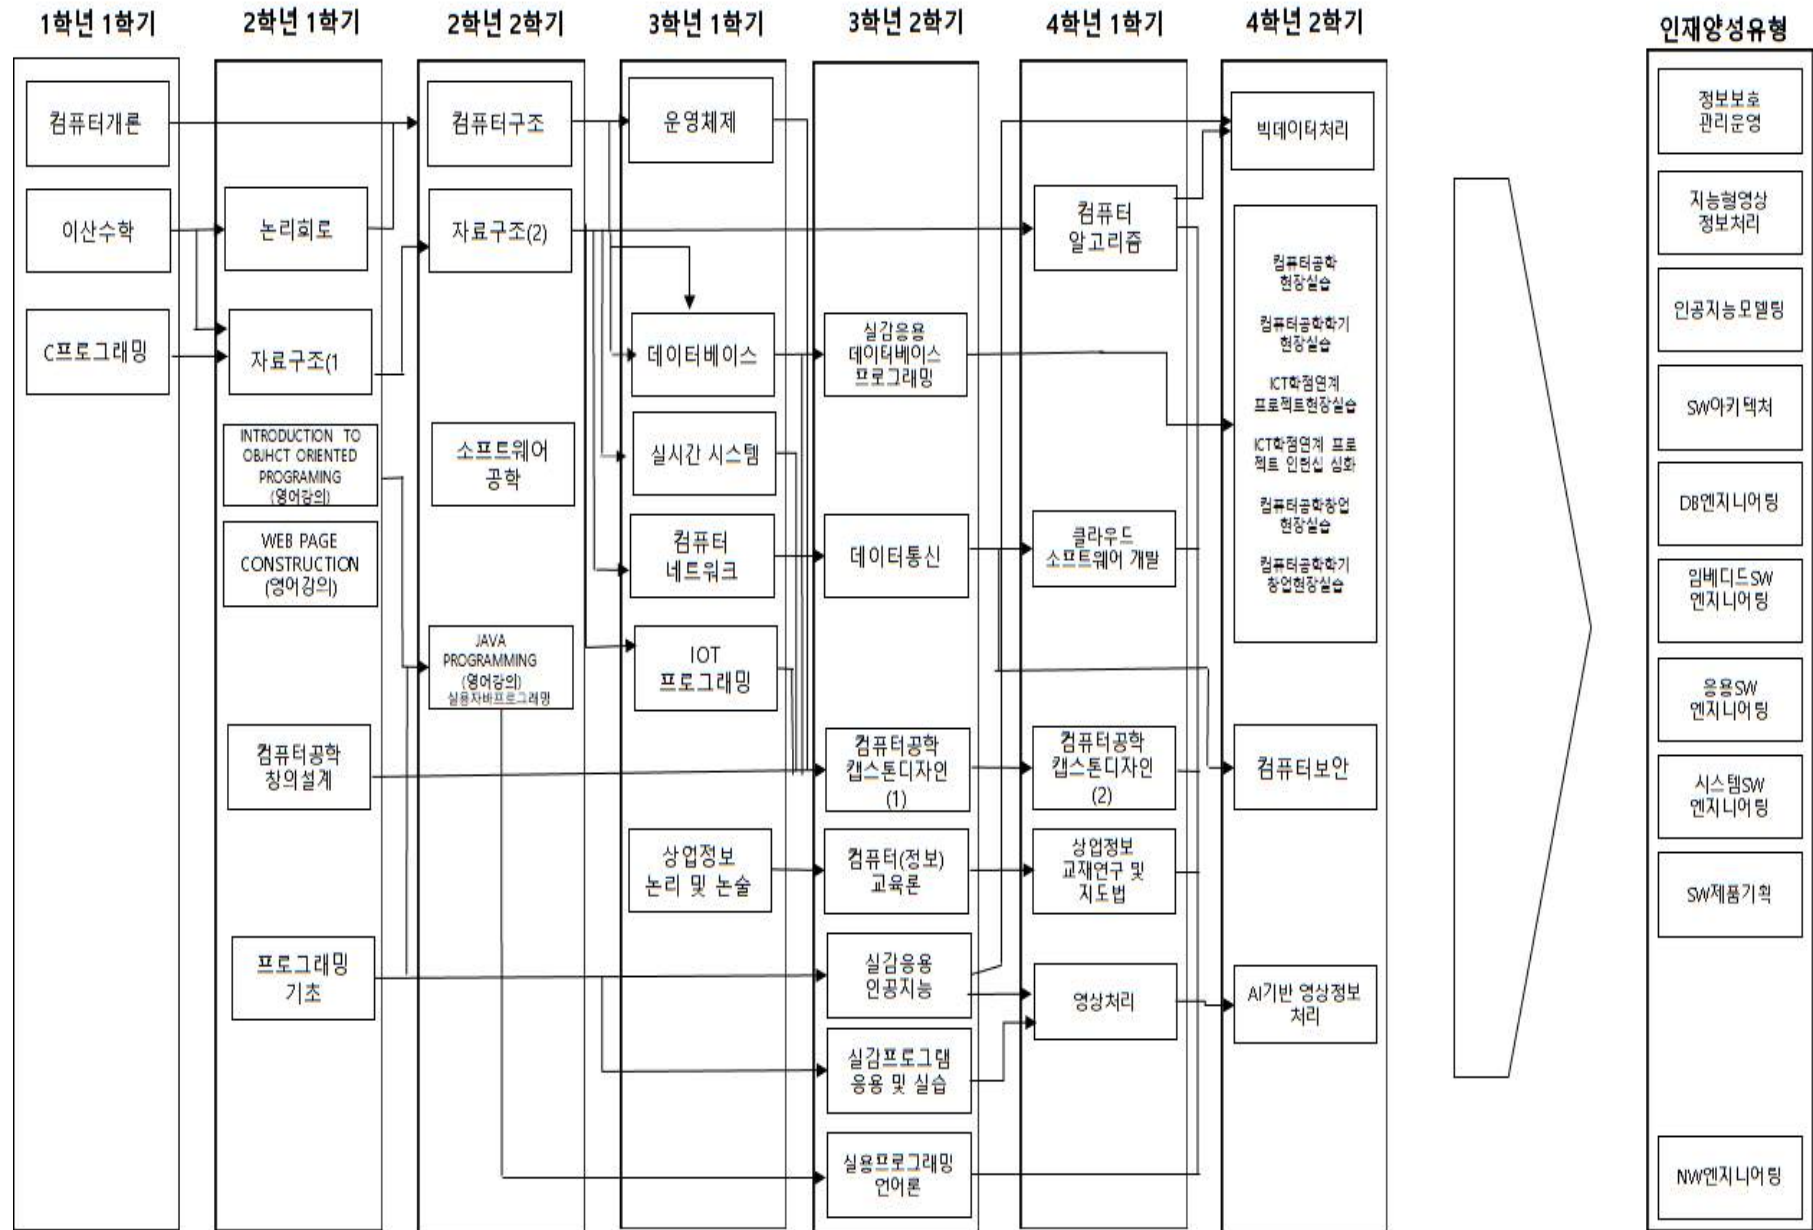 1학년 1학기
2학년 1학기
2학년 2학기
3학년 1학기
3학년 2학기
4학년 1학기
4학년 2학기
인재양성유형
컴퓨터개론
이산수학
C프로그래밍
논리회로
자료구조(1
INTRODUCTION TO
OBJHCT ORIENTED
PROGRAMING
(영어강의)
WEB PAGE
CONSTRUCTION
(영어강의)
컴퓨터공학
창의설계
프로그래밍
기초
컴퓨터구조
자료구조(2)
소프트웨어
공학
JAVA
PROGRAMMING
(영어강의)
실용자바프로그래밍
운영체제
데이터베이스
실시간 시스템
컴퓨터
네트워크
IOT
프로그래밍
상업정보
논리 및 논술
실감응용
데이터베이스
프로그래밍
데이터통신
컴퓨터공학
캡스톤디자인
(1)
컴퓨터(정보)
교육론
실감응용
인공지능
실감프로그램
응용 및 실습
실용프로그래밍
언어론
컴퓨터
알고리즘
클라우드
소프트웨어 개발
컴퓨터공학
캡스톤디자인
(2)
상업정보
교재연구 및
지도법
영상처리
빅데이터처리
컴퓨터공학
현장실습
컴퓨터공학학기
현장실습
ICT학점연계
프로젝트현장실습
ICT학점연계 프로
젝트 인턴십 심화
컴퓨터공학창업
현장실습
컴퓨터공학학기
창업현장실습
컴퓨터보안
AI기반 영상정보
처리
정보보호
관리운영
지능형영상
정보처리
인공지능모델링
SW아키텍처
DB엔지니어링
임베디드SW
엔지니어링
응용SW
엔지니어링
시스템SW
엔지니어링
SW제품기획
NW엔지니어링